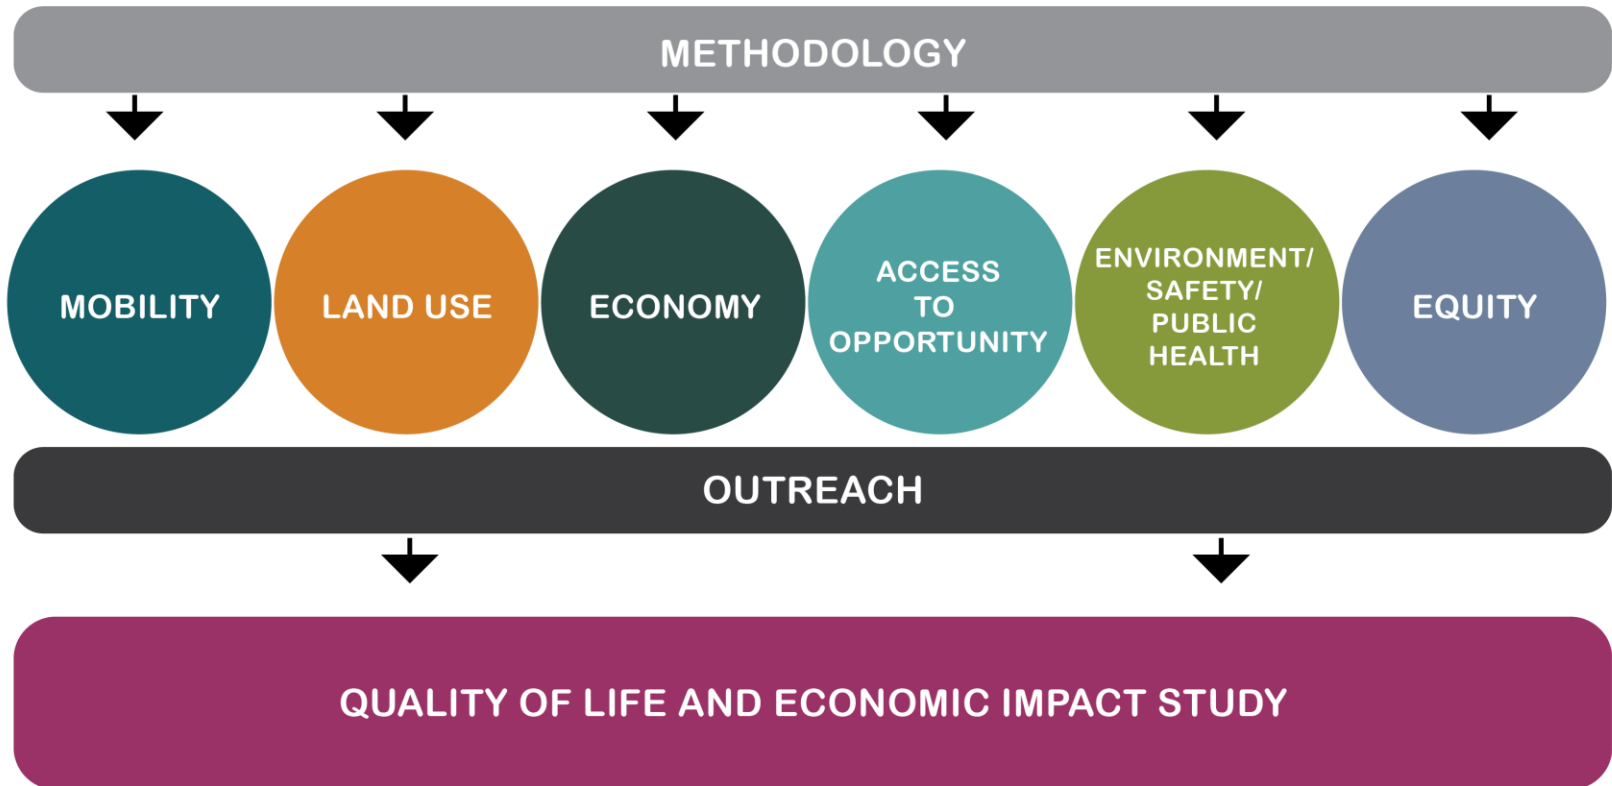 METHODOLOGY
MOBILITY
LAND USE
ECONOMY
ACCESS
TO
OPPORTUNITY
ENVIRONMENT/
SAFETY/
PUBLIC
HEALTH
EQUITY
OUTREACH
QUALITY OF LIFE AND ECONOMIC IMPACT STUDY